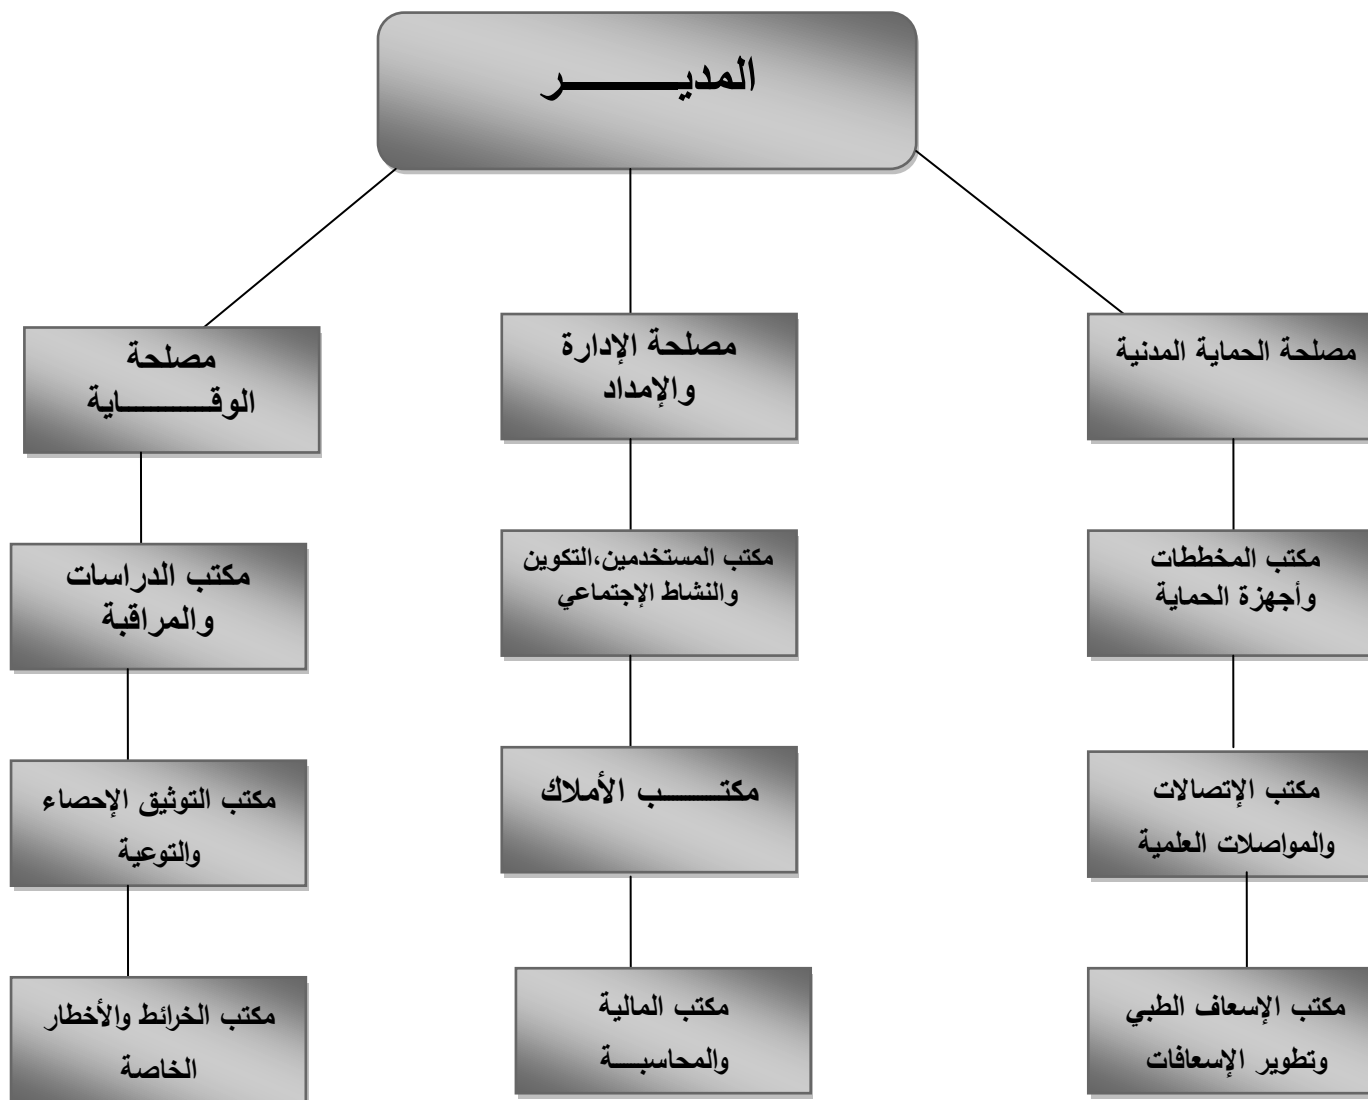 المديـــــــــر
مصلحة الحماية المدنية
مصلحة الإدارة
والإمداد
مصلحة
الوقـــــــاية
مكتب المخططات
وأجهزة الحماية
مكتب المستخدمين،التكوين
والنشاط الإجتماعي
مكتب الدراسات
والمراقبة
مكتب الإتصالات
والمواصلات العلمية
مكتـــــب الأملاك
مكتب التوثيق الإحصاء
والتوعية
مكتب الإسعاف الطبي
وتطوير الإسعافات
مكتب المالية
والمحاسبــــة
مكتب الخرائط والأخطار
الخاصة